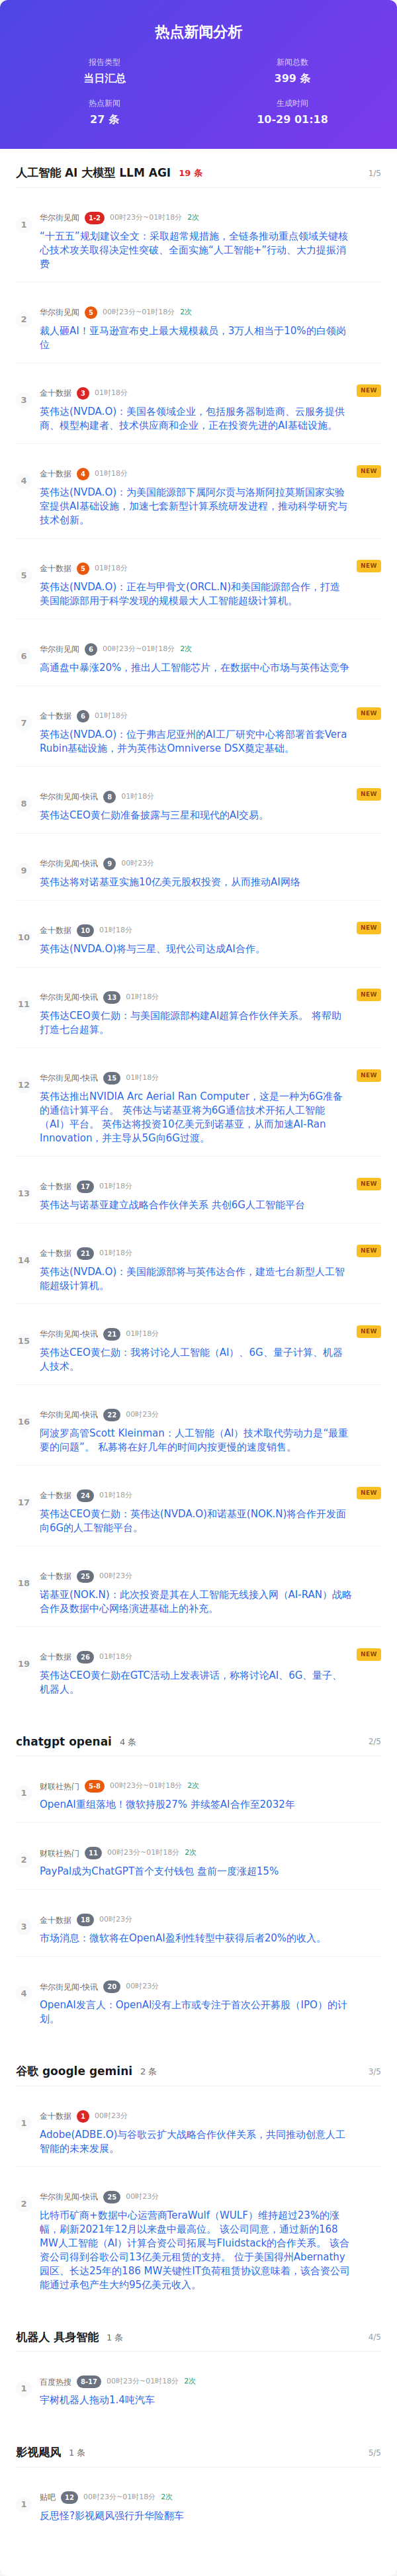 热点新闻分析
报告类型 新闻总数
当日汇总 399 条
热点新闻 生成时间
27 条 10-29 01:18
人工智能 AI 大模型 LLM AGI 19 条 1/5
1 华尔街见闻 1-2 00时23分~01时18分 2次
"十五五"规划建议全文：采取超常规措施，全链条推动重点领域关键核
心技术攻关取得决定性突破、全面实施"人工智能+"行动、大力提振消
费
2 华尔街见闻 5 00时23分~01时18分 2次
裁人砸AI！亚马逊宣布史上最大规模裁员，3万人相当于10%的白领岗
位
3 金十数据 3 01时18分 NEW
英伟达(NVDA.O)：美国各领域企业，包括服务器制造商、云服务提供
商、模型构建者、技术供应商和企业，正在投资先进的AI基础设施。
4 金十数据 4 01时18分 NEW
英伟达(NVDA.O)：为美国能源部下属阿尔贡与洛斯阿拉莫斯国家实验
室提供AI基础设施，加速七套新型计算系统研发进程，推动科学研究与
技术创新。
5 金十数据 5 01时18分 NEW
英伟达(NVDA.O)：正在与甲骨文(ORCL.N)和美国能源部合作，打造
美国能源部用于科学发现的规模最大人工智能超级计算机。
6 华尔街见闻 6 00时23分~01时18分 2次
高通盘中暴涨20%，推出人工智能芯片，在数据中心市场与英伟达竞争
7 金十数据 6 01时18分 NEW
英伟达(NVDA.O)：位于弗吉尼亚州的AI工厂研究中心将部署首套Vera
Rubin基础设施，并为英伟达Omniverse DSX奠定基础。
8 华尔街见闻-快讯 8 01时18分 NEW
英伟达CEO黄仁勋准备披露与三星和现代的AI交易。
9 华尔街见闻-快讯 9 00时23分
英伟达将对诺基亚实施10亿美元股权投资，从而推动AI网络
10 金十数据 10 01时18分 NEW
英伟达(NVDA.O)将与三星、现代公司达成AI合作。
11 华尔街见闻-快讯 13 01时18分 NEW
英伟达CEO黄仁勋：与美国能源部构建AI超算合作伙伴关系。 将帮助
打造七台超算。
12 华尔街见闻-快讯 15 01时18分 NEW
英伟达推出NVIDIA Arc Aerial Ran Computer，这是一种为6G准备
的通信计算平台。 英伟达与诺基亚将为6G通信技术开拓人工智能
（AI）平台。 英伟达将投资10亿美元到诺基亚，从而加速AI-Ran
Innovation，并主导从5G向6G过渡。
13 金十数据 17 01时18分 NEW
英伟达与诺基亚建立战略合作伙伴关系 共创6G人工智能平台
14 金十数据 21 01时18分 NEW
英伟达(NVDA.O)：美国能源部将与英伟达合作，建造七台新型人工智
能超级计算机。
15 华尔街见闻-快讯 21 01时18分 NEW
英伟达CEO黄仁勋：我将讨论人工智能（AI）、6G、量子计算、机器
人技术。
16 华尔街见闻-快讯 22 00时23分
阿波罗高管Scott Kleinman：人工智能（AI）技术取代劳动力是"最重
要的问题"。 私募将在好几年的时间内按更慢的速度销售。
17 金十数据 24 01时18分 NEW
英伟达CEO黄仁勋：英伟达(NVDA.O)和诺基亚(NOK.N)将合作开发面
向6G的人工智能平台。
18 金十数据 25 00时23分
诺基亚(NOK.N)：此次投资是其在人工智能无线接入网（AI-RAN）战略
合作及数据中心网络演进基础上的补充。
19 金十数据 26 01时18分 NEW
英伟达CEO黄仁勋在GTC活动上发表讲话，称将讨论AI、6G、量子、
机器人。
chatgpt openai 4 条 2/5
1 财联社热门 5-8 00时23分~01时18分 2次
OpenAI重组落地！微软持股27% 并续签AI合作至2032年
2 财联社热门 11 00时23分~01时18分 2次
PayPal成为ChatGPT首个支付钱包 盘前一度涨超15%
3 金十数据 18 00时23分
市场消息：微软将在OpenAI盈利性转型中获得后者20%的收入。
4 华尔街见闻-快讯 20 00时23分
OpenAI发言人：OpenAI没有上市或专注于首次公开募股（IPO）的计
划。
谷歌 google gemini 2 条 3/5
1 金十数据 1 00时23分
Adobe(ADBE.O)与谷歌云扩大战略合作伙伴关系，共同推动创意人工
智能的未来发展。
2 华尔街见闻-快讯 25 00时23分
比特币矿商+数据中心运营商TeraWulf（WULF）维持超过23%的涨
幅，刷新2021年12月以来盘中最高位。 该公司同意，通过新的168
MW人工智能（AI）计算合资公司拓展与Fluidstack的合作关系。 该合
资公司得到谷歌公司13亿美元租赁的支持。 位于美国得州Abernathy
园区、长达25年的186 MW关键性IT负荷租赁协议意味着，该合资公司
能通过承包产生大约95亿美元收入。
机器人 具身智能 1 条 4/5
1 百度热搜 8-17 00时23分~01时18分 2次
宇树机器人拖动1.4吨汽车
影视飓风 1 条 5/5
1 贴吧 12 00时23分~01时18分 2次
反思怪?影视飓风强行升华险翻车